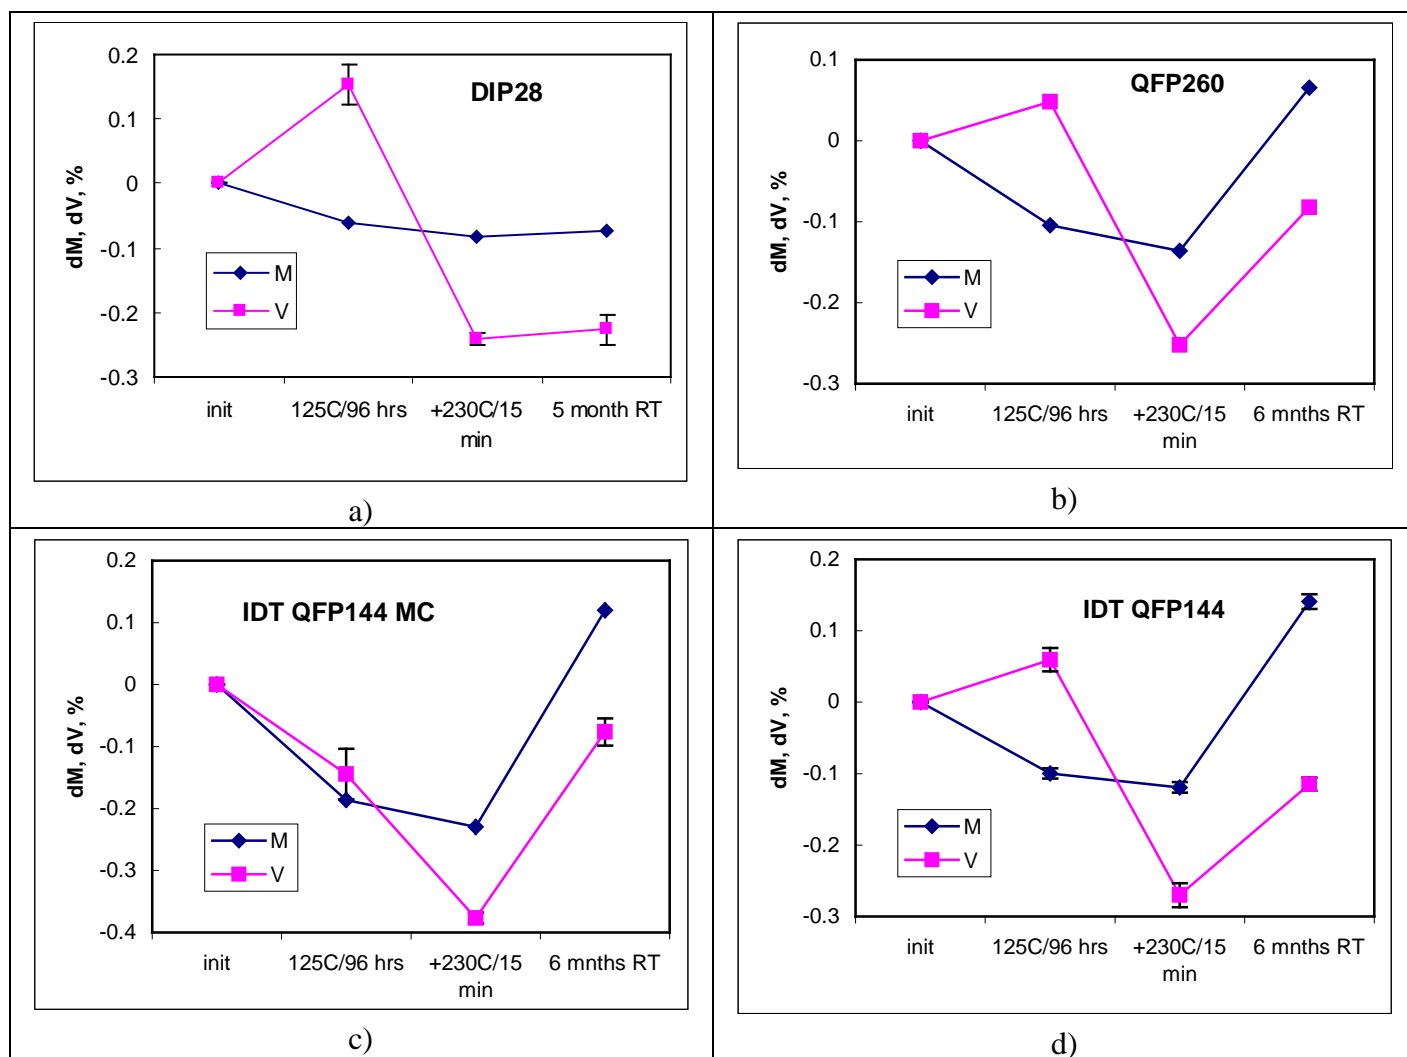 DIP28
dM, dV, %
0.2
0.1
0
-0.1
-0.2
-0.3
M
V
init
125C/96 hrs
+230C/15
min
5 month RT
a)
QFP260
dM, dV, %
0.1
0
-0.1
-0.2
-0.3
M
V
init
125C/96 hrs
+230C/15
min
6 mnths RT
b)
IDT QFP144 MC
dM, dV, %
0.2
0.1
0
-0.1
-0.2
-0.3
-0.4
M
V
init
125C/96 hrs
+230C/15
min
6 mnths RT
c)
IDT QFP144
dM, dV, %
0.2
0.1
0
-0.1
-0.2
-0.3
M
V
init
125C/96 hrs
+230C/15
min
6 mnths RT
d)